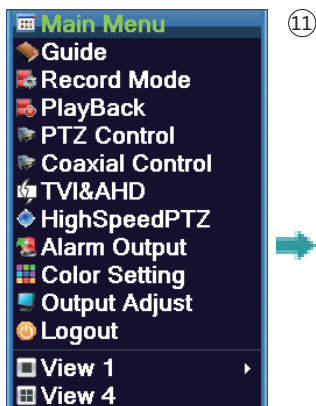 Main Menu
⑪
Guide
Record Mode
PlayBack
PTZ Control
Coaxial Control
TVI&AHD
HighSpeedPTZ
Alarm Output
Color Setting
Output Adjust
Logout
View 1
View 4